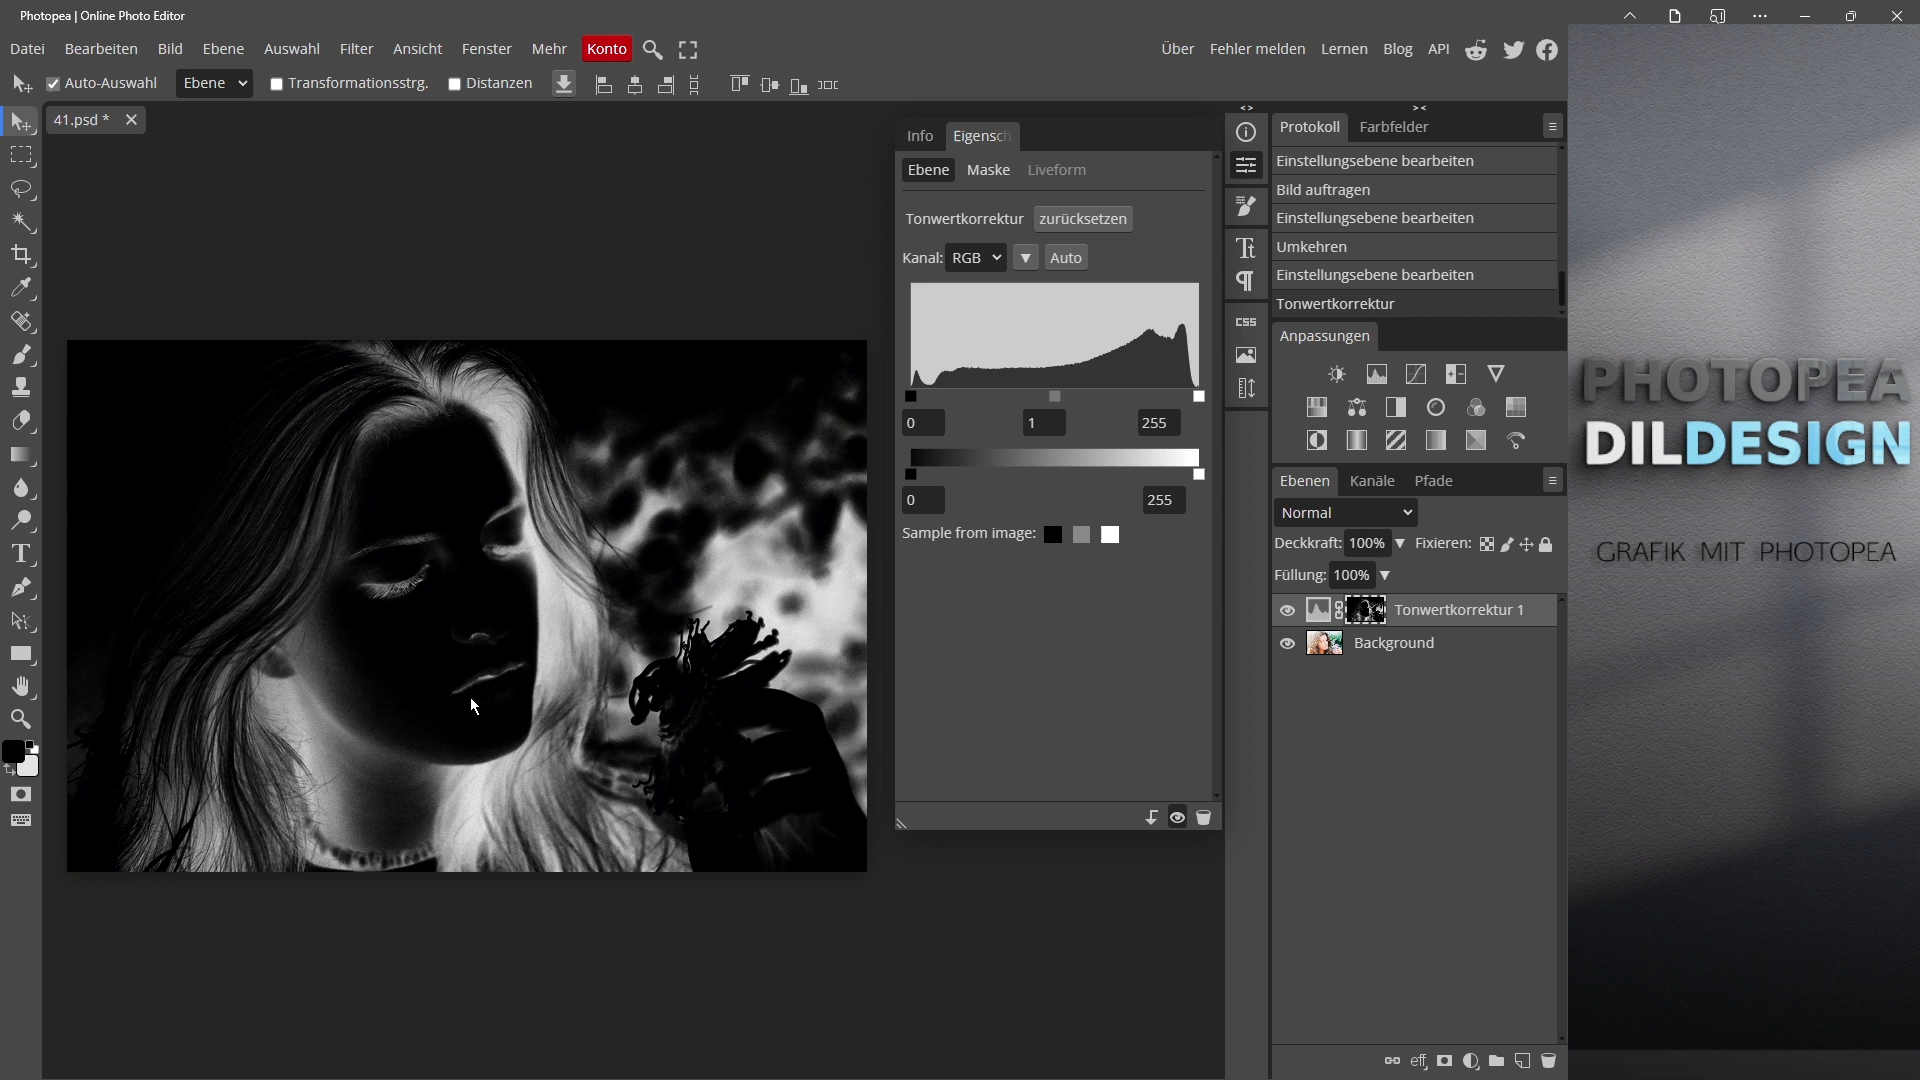 Photopea | Online Photo Editor
Datei Bearbeiten Bild Ebene Auswahl Filter Ansicht Fenster Mehr Konto
Über Fehler melden Lernen Blog API
Auto-Auswahl Ebene Transformationsstrg. Distanzen
41.psd *
Info Eigensch
Ebene Maske Liveform
Tonwertkorrektur zurücksetzen
Kanal: RGB Auto
0 1 255
0 255
Sample from image:
CSS
Protokoll Farbfelder
Einstellungsebene bearbeiten
Bild auftragen
Einstellungsebene bearbeiten
Umkehren
Einstellungsebene bearbeiten
Tonwertkorrektur
Anpassungen
Ebenen Kanäle Pfade
Normal
Deckkraft: 100% Fixieren:
Füllung: 100%
Tonwertkorrektur 1
Background
eff
PHOTOPEA
DILDESIGN
GRAFIK MIT PHOTOPEA